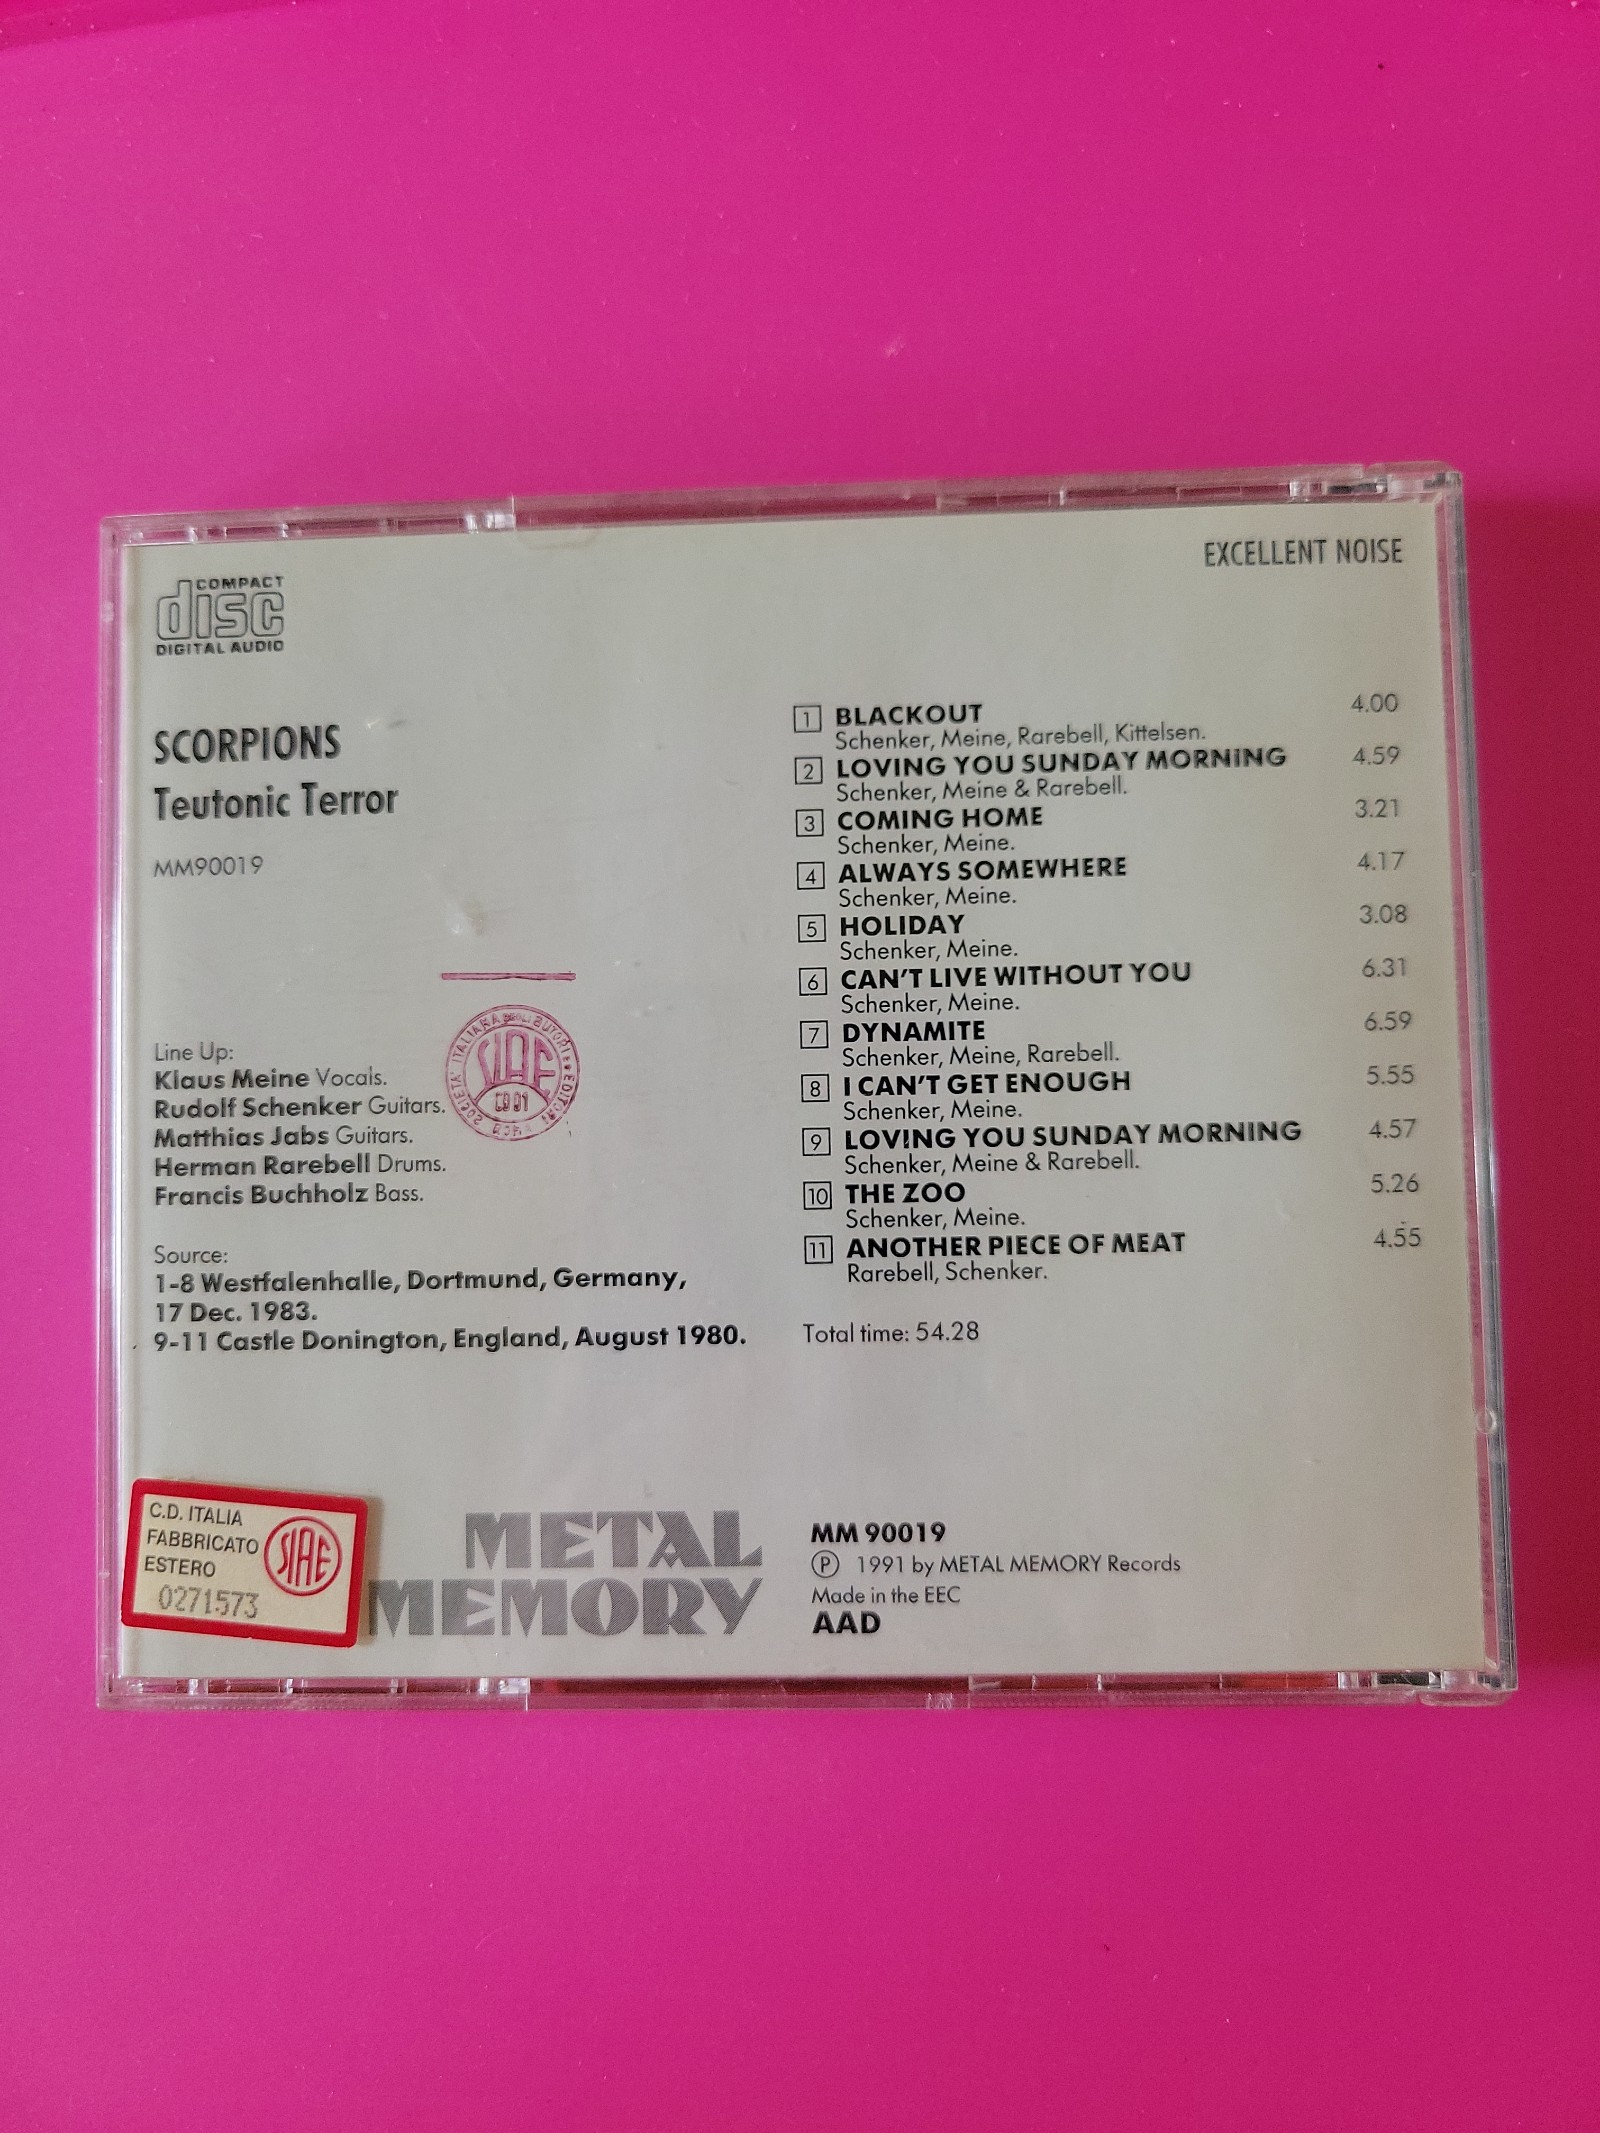 EXCELLENT NOISE
COMPACT
disc
DIGITAL AUDIO
SCORPIONS
Teutonic Terror
MM90019
SOCIETA' ITALIANA DEGLI AUTORI E EDITORI
SIAE
ROMA
Line Up:
Klaus Meine Vocals.
Rudolf Schenker Guitars.
Matthias Jabs Guitars.
Herman Rarebell Drums.
Francis Buchholz Bass.
Source:
1-8 Westfalenhalle, Dortmund, Germany,
17 Dec. 1983.
9-11 Castle Donington, England, August 1980.
1 BLACKOUT 4.00
Schenker, Meine, Rarebell, Kittelsen.
2 LOVING YOU SUNDAY MORNING 4.59
Schenker, Meine & Rarebell.
3 COMING HOME 3.21
Schenker, Meine.
4 ALWAYS SOMEWHERE 4.17
Schenker, Meine.
5 HOLIDAY 3.08
Schenker, Meine.
6 CAN'T LIVE WITHOUT YOU 6.31
Schenker, Meine.
7 DYNAMITE 6.59
Schenker, Meine, Rarebell.
8 I CAN'T GET ENOUGH 5.55
Schenker, Meine.
9 LOVING YOU SUNDAY MORNING 4.57
Schenker, Meine & Rarebell.
10 THE ZOO 5.26
Schenker, Meine.
11 ANOTHER PIECE OF MEAT 4.55
Rarebell, Schenker.
Total time: 54.28
C.D. ITALIA
FABBRICATO
ESTERO
0271573
SIAE
METAL
MEMORY
MM 90019
Ⓟ 1991 by METAL MEMORY Records
Made in the EEC
AAD